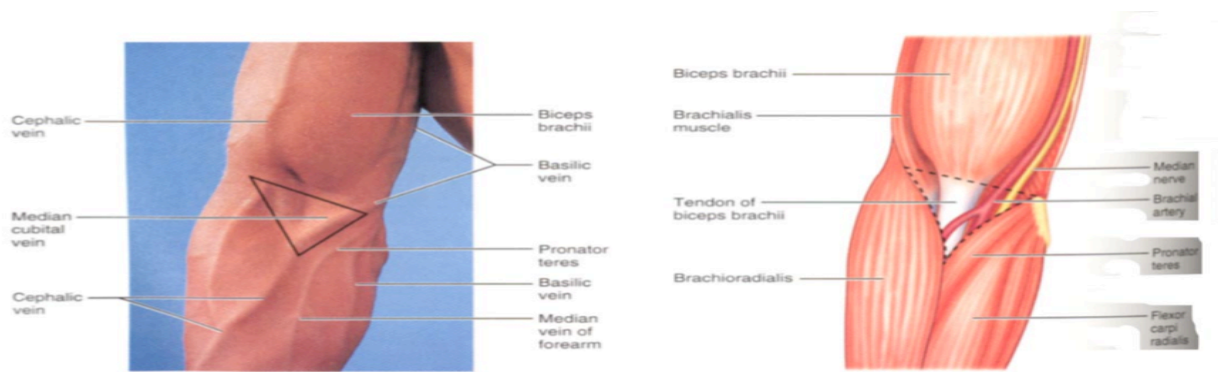 Cephalic
vein
Median
cubital
vein
Cephalic
vein
Biceps
brachii
Basilic
vein
Pronator
teres
Basilic
vein
Median
vein of
forearm
Biceps brachii
Brachialis
muscle
Tendon of
biceps brachii
Brachioradialis
Median
nerve
Brachial
artery
Pronator
teres
Flexor
carpi
radialis